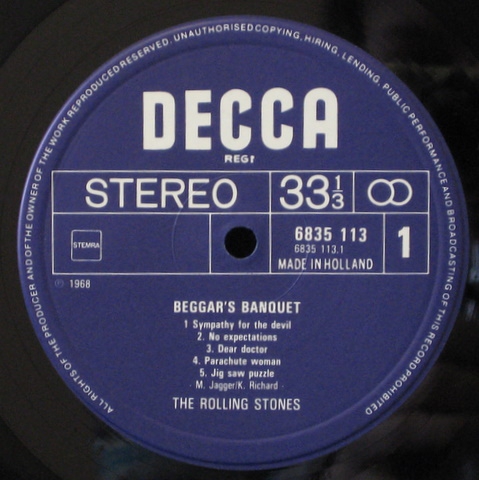 ALL RIGHTS OF THE PRODUCER AND OF THE OWNER OF THE WORK REPRODUCED RESERVED. UNAUTHORISED COPYING, HIRING, LENDING, PUBLIC PERFORMANCE AND BROADCASTING OF THIS RECORD PROHIBITED
DECCA
REGT
STEREO
33 1/3
STEMRA
6835 113
6835 113.1
MADE IN HOLLAND
1
℗ 1968
BEGGAR'S BANQUET
1 Sympathy for the devil
2. No expectations
3. Dear doctor
4. Parachute woman
5. Jig saw puzzle
· M. Jagger/K. Richard ·
THE ROLLING STONES